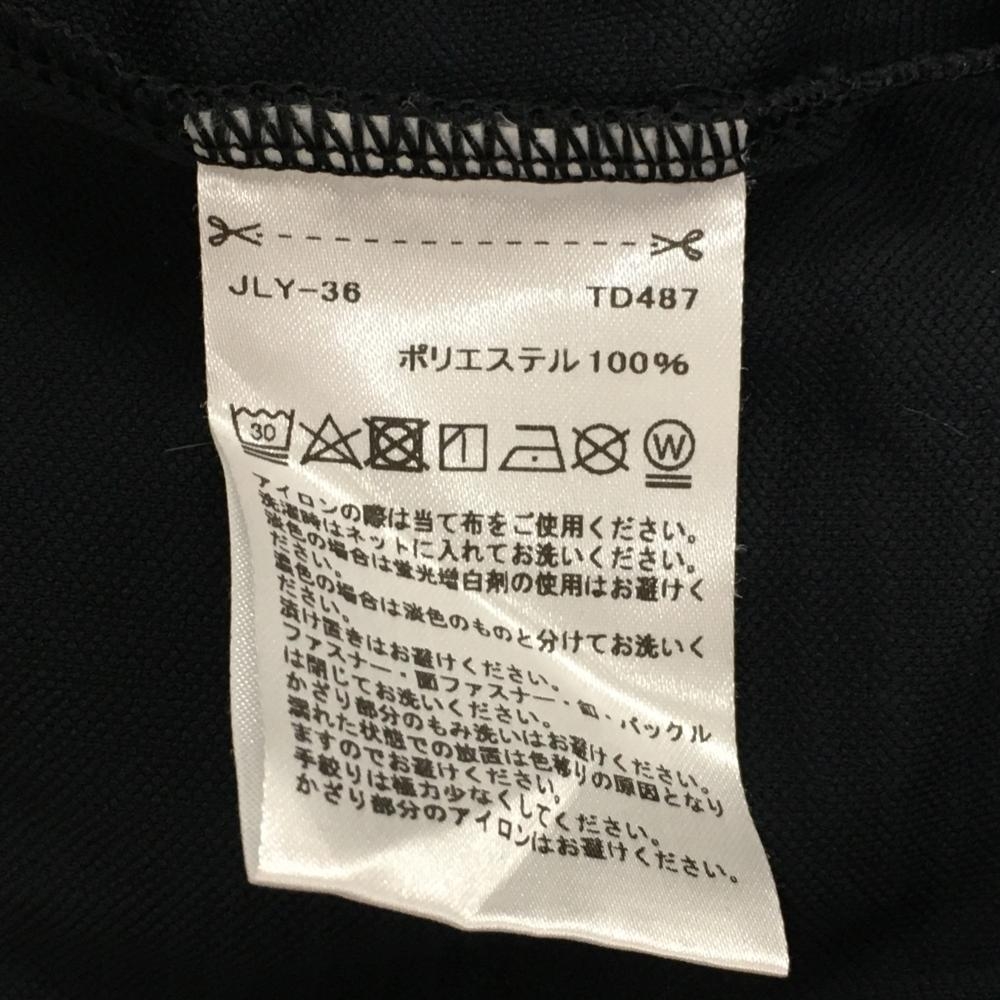 JLY-36 TD487
ポリエステル100%
30 W
アイロンの際は当て布をご使用ください。
洗濯時はネットに入れてお洗いください。
淡色の場合は蛍光増白剤の使用はお避けく
ださい。
濃色の場合は淡色のものと分けてお洗いく
ださい。
漬け置きはお避けください。
ファスナー・面ファスナー・釦・バックル
は閉じてお洗いください。
かざり部分のもみ洗いはお避けください。
濡れた状態での放置は色移りの原因となり
ますのでお避けください。
手絞りは極力少なくしてください。
かざり部分のアイロンはお避けください。